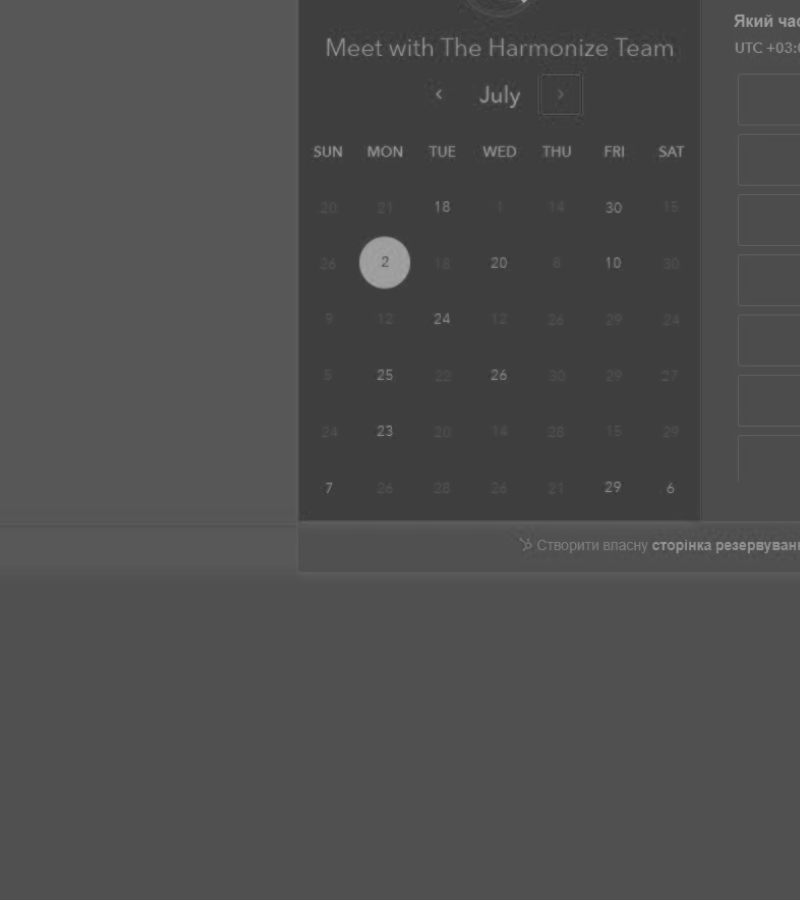 Meet with The Harmonize Team
July
SUN MON TUE WED THU FRI SAT
20 21 18 1 14 30 15
26 2 18 20 8 10 30
9 12 24 12 26 29 24
5 25 22 26 30 29 27
24 23 20 14 28 15 29
7 26 28 26 21 29 6
Який час
UTC +03:0
Створити власну сторінка резервуван